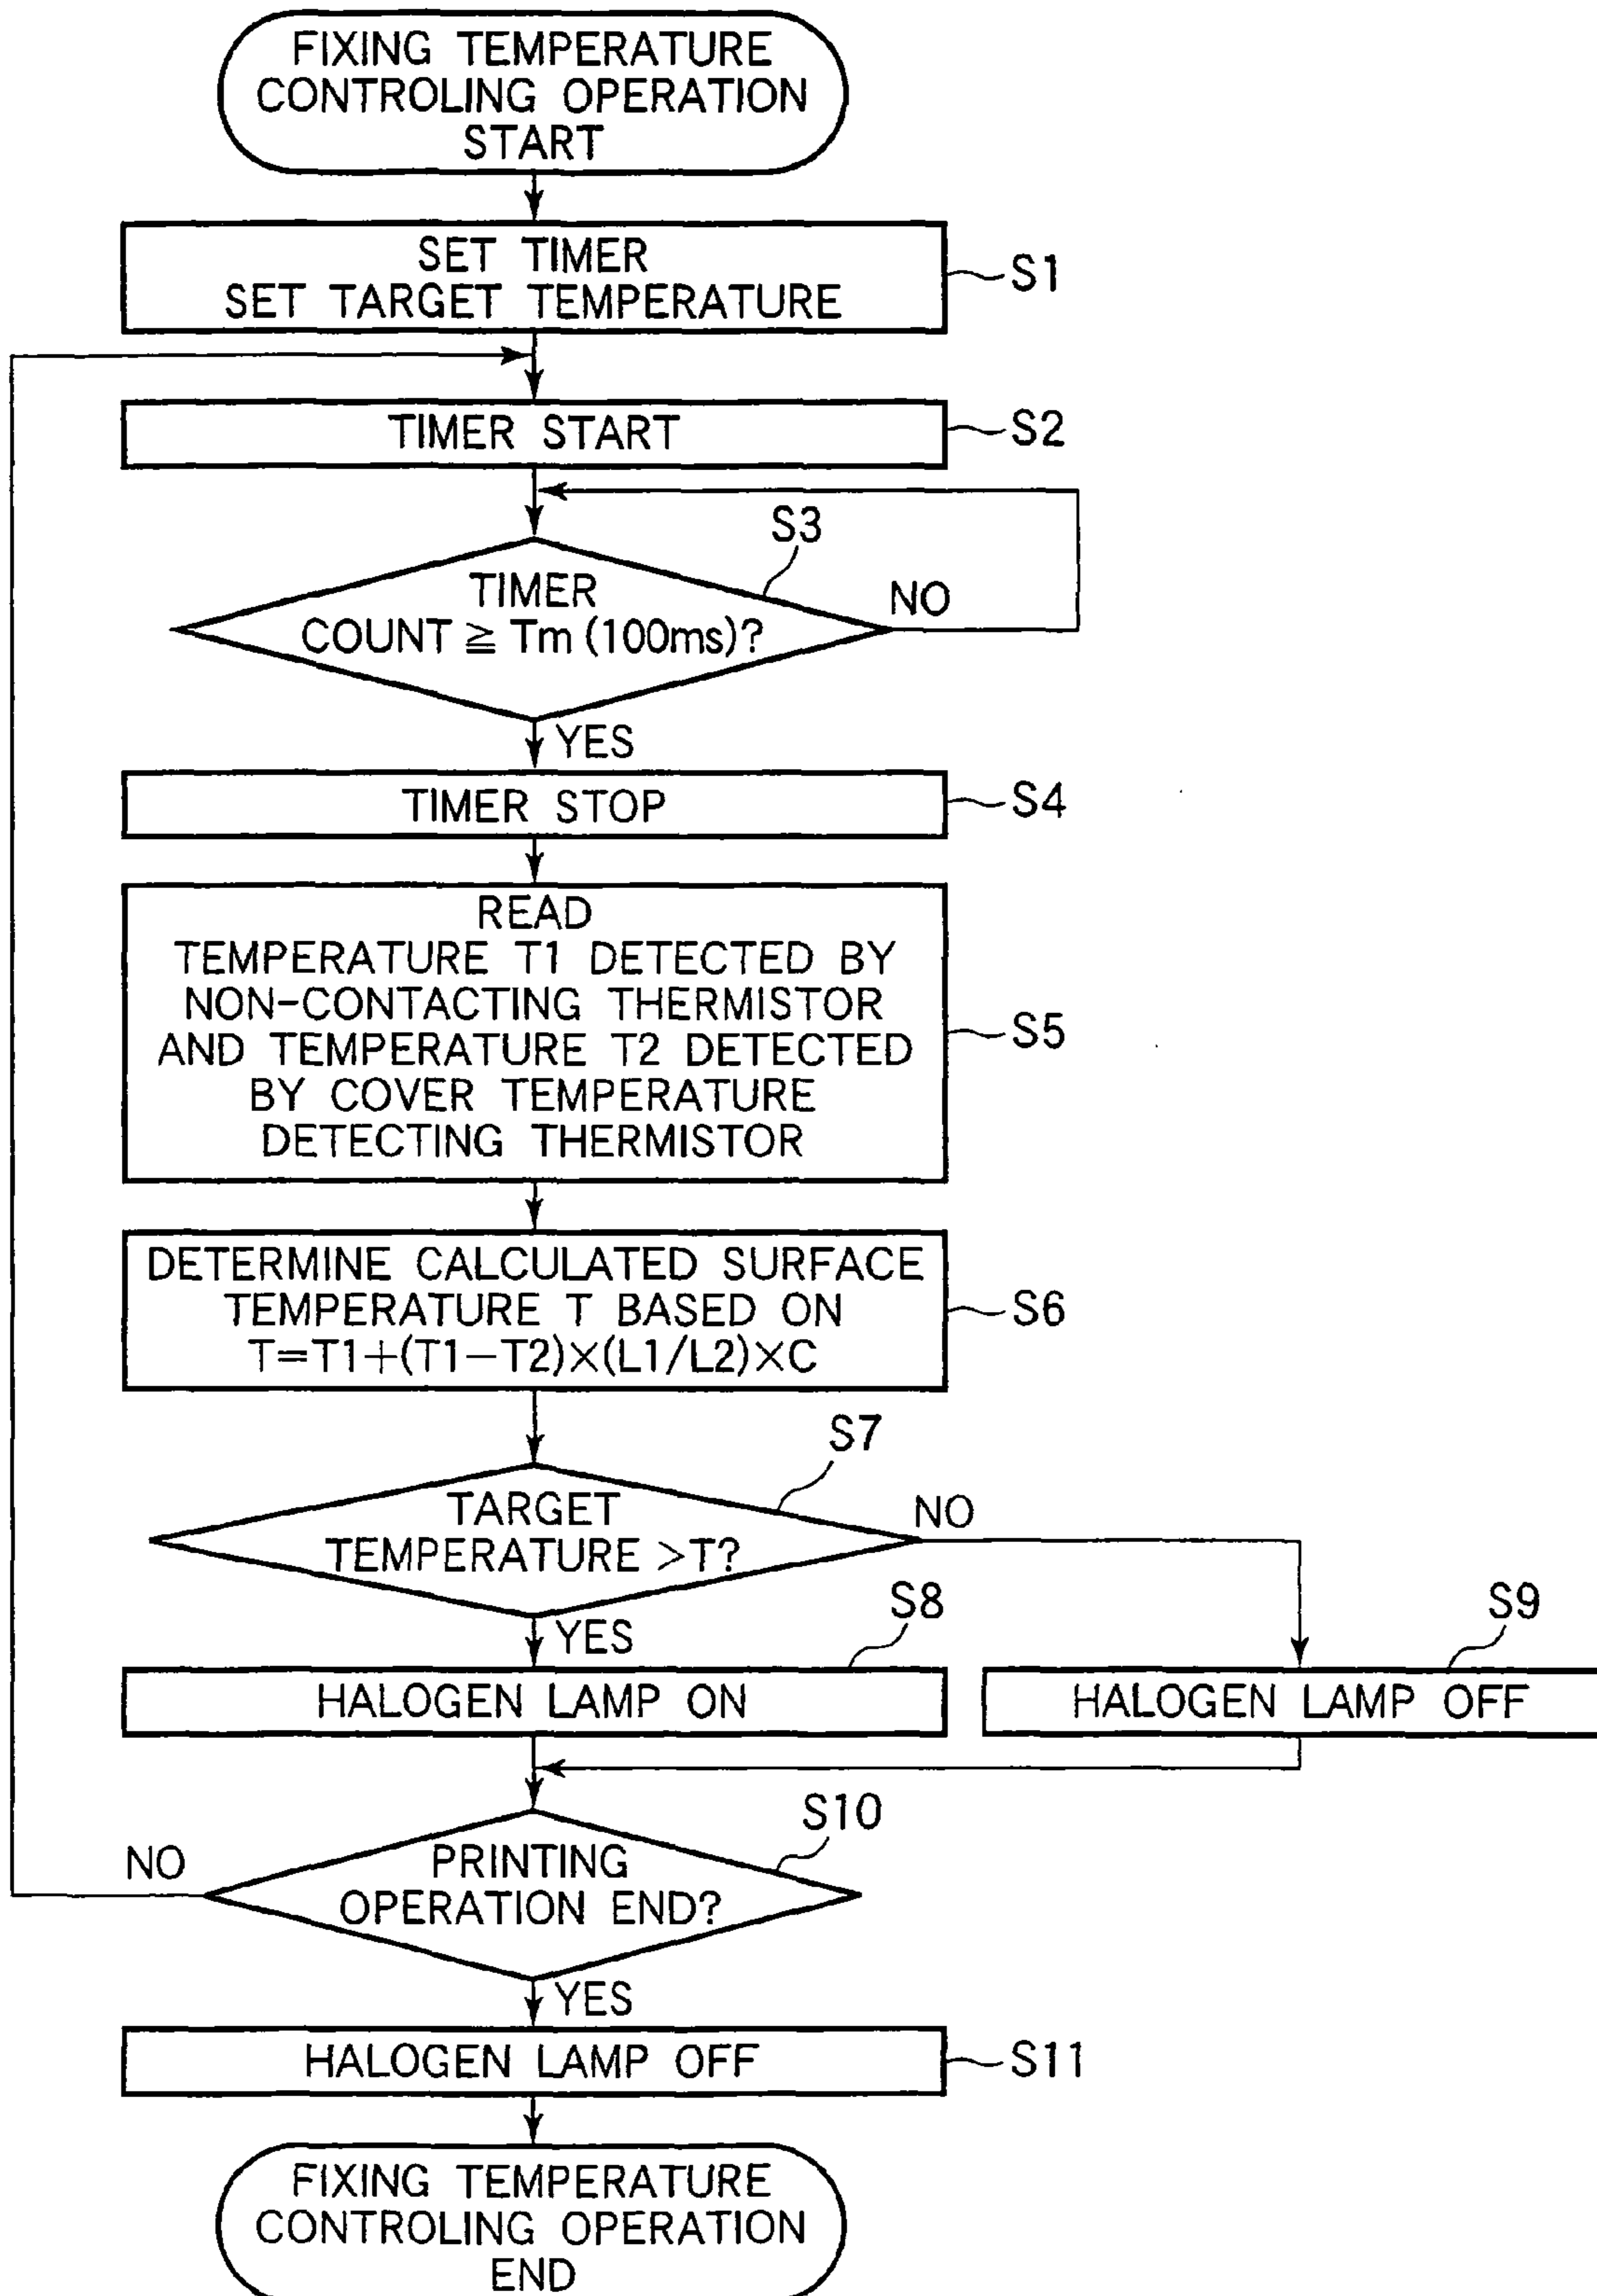 FIXING TEMPERATURE
CONTROLING OPERATION
START
SET TIMER
SET TARGET TEMPERATURE
S1
TIMER START
S2
S3
TIMER
COUNT ≧ Tm (100ms)?
NO
YES
TIMER STOP
S4
READ
TEMPERATURE T1 DETECTED BY
NON-CONTACTING THERMISTOR
AND TEMPERATURE T2 DETECTED
BY COVER TEMPERATURE
DETECTING THERMISTOR
S5
DETERMINE CALCULATED SURFACE
TEMPERATURE T BASED ON
T=T1+(T1−T2)×(L1/L2)×C
S6
S7
TARGET
TEMPERATURE >T?
NO
YES
S8
HALOGEN LAMP ON
S9
HALOGEN LAMP OFF
S10
PRINTING
OPERATION END?
NO
YES
HALOGEN LAMP OFF
S11
FIXING TEMPERATURE
CONTROLING OPERATION
END